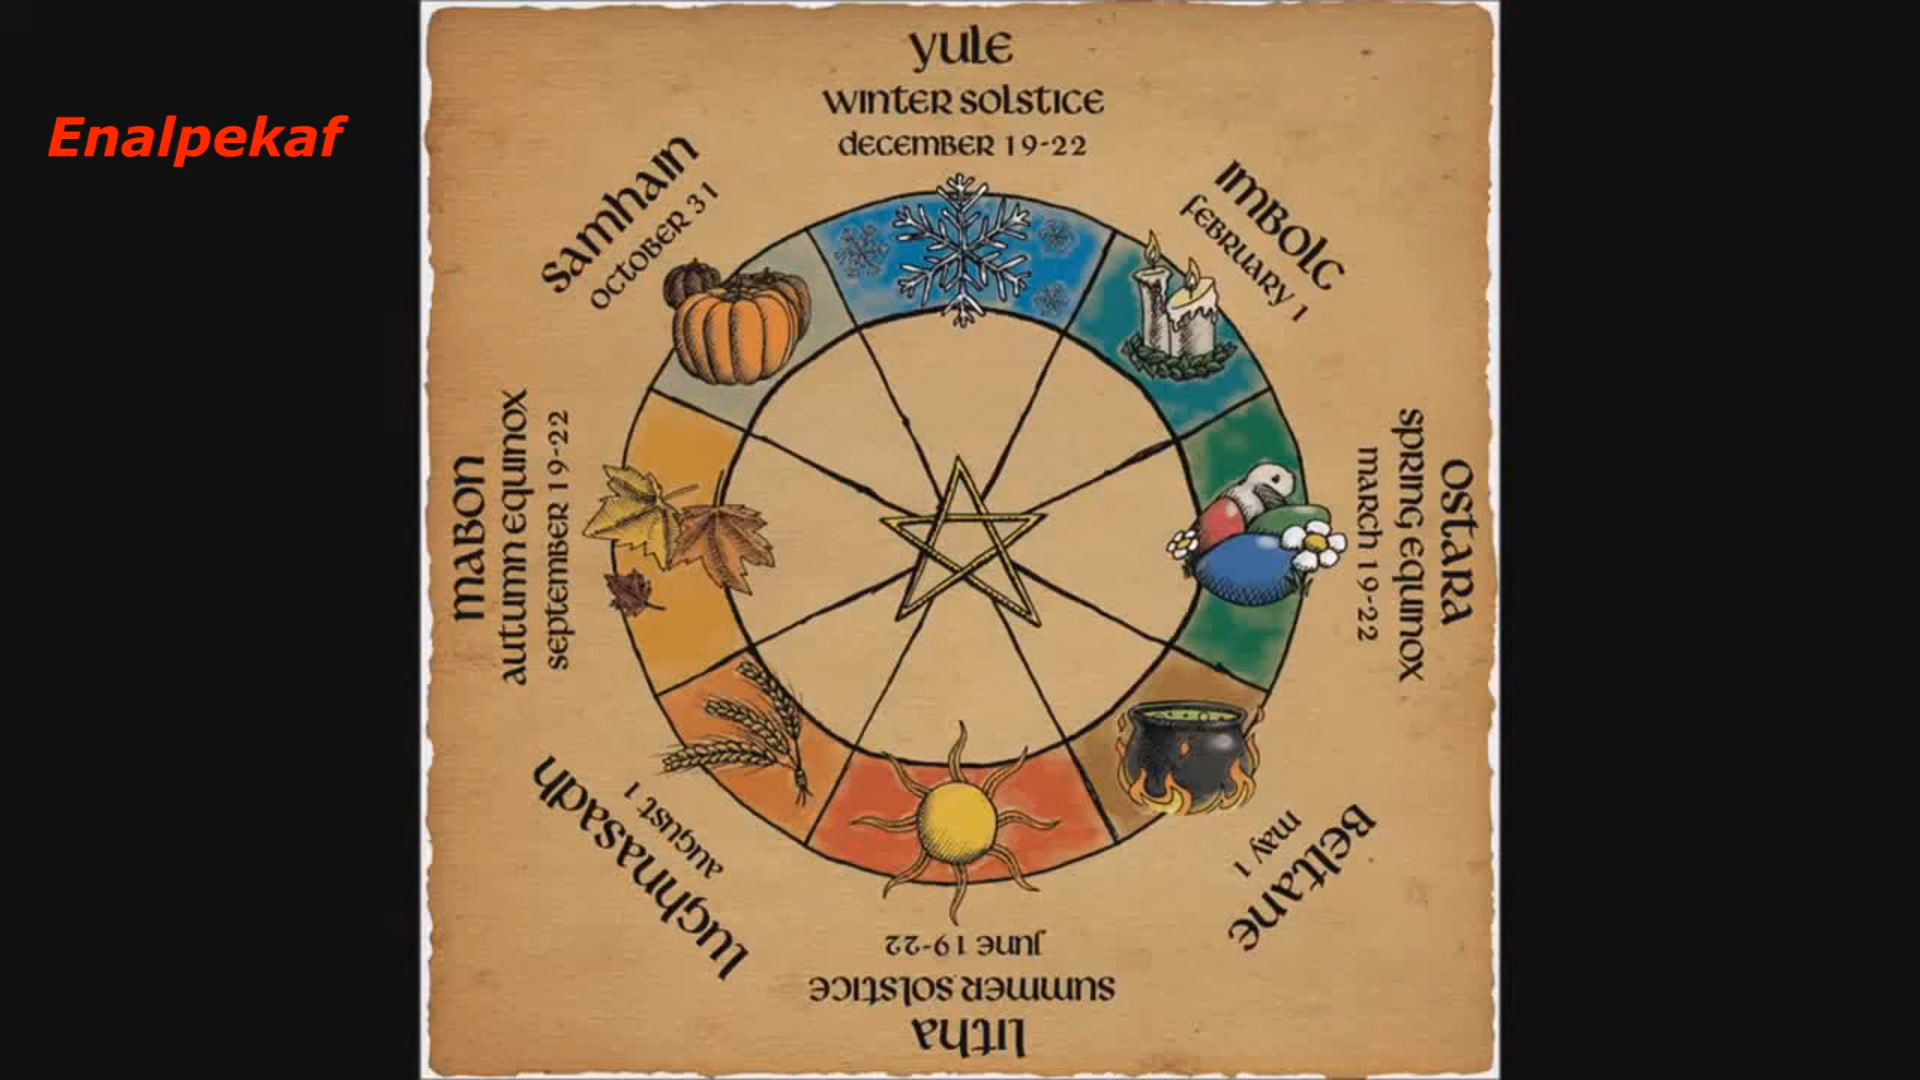 Enalpekaf
Yule
Winter Solstice
December 19-22
Imbolc
February 1
Ostara
Spring Equinox
March 19-22
Beltane
May 1
Litha
Summer Solstice
June 19-22
Lughnasadh
August 1
Mabon
Autumn Equinox
September 19-22
Samhain
October 31